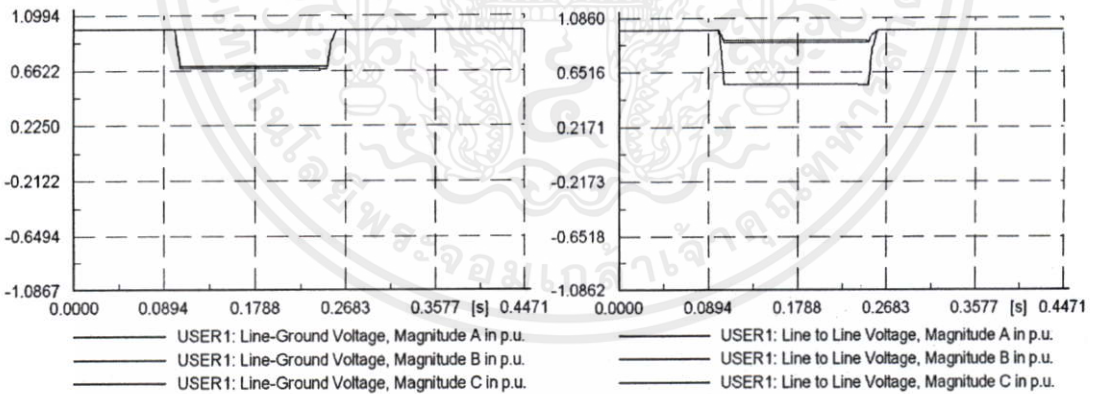 1.0994
0.6622
0.2250
-0.2122
-0.6494
-1.0867
0.0000 0.0894 0.1788 0.2683 0.3577 [s] 0.4471
USER1: Line-Ground Voltage, Magnitude A in p.u.
USER1: Line-Ground Voltage, Magnitude B in p.u.
USER1: Line-Ground Voltage, Magnitude C in p.u.
1.0860
0.6516
0.2171
-0.2173
-0.6518
-1.0862
0.0000 0.0894 0.1788 0.2683 0.3577 [s] 0.4471
USER1: Line to Line Voltage, Magnitude A in p.u.
USER1: Line to Line Voltage, Magnitude B in p.u.
USER1: Line to Line Voltage, Magnitude C in p.u.